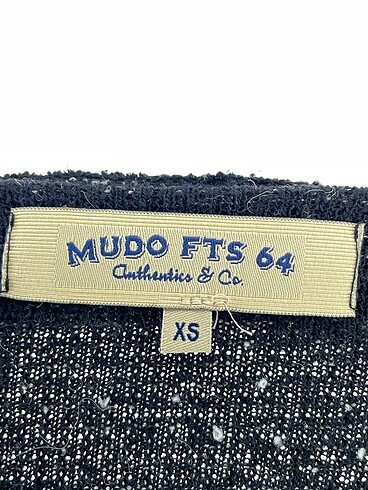 MUDO FTS 64
Authentics & Co.
XS